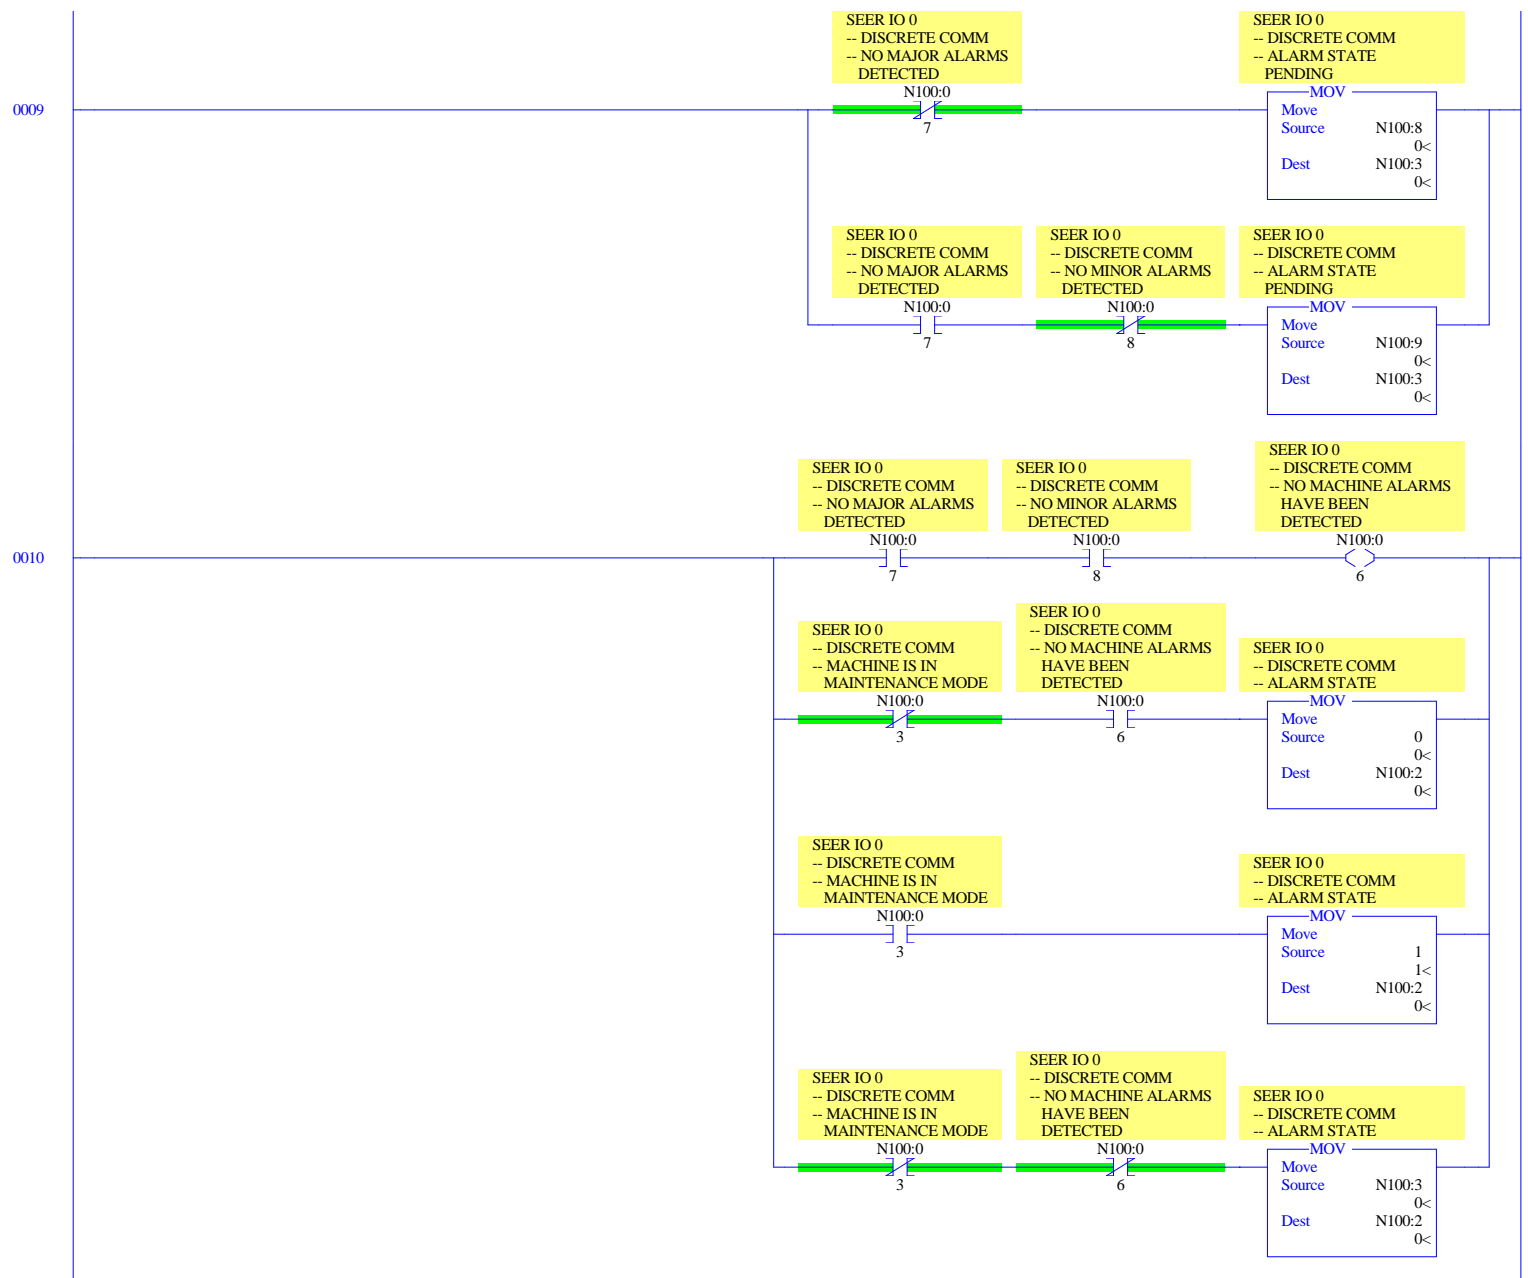 SEER IO 0
-- DISCRETE COMM
-- NO MAJOR ALARMS
DETECTED
N100:0
7
SEER IO 0
-- DISCRETE COMM
-- ALARM STATE
PENDING
MOV
Move
Source N100:8
0<
Dest N100:3
0<
0009
SEER IO 0
-- DISCRETE COMM
-- NO MAJOR ALARMS
DETECTED
N100:0
7
SEER IO 0
-- DISCRETE COMM
-- NO MINOR ALARMS
DETECTED
N100:0
8
SEER IO 0
-- DISCRETE COMM
-- ALARM STATE
PENDING
MOV
Move
Source N100:9
0<
Dest N100:3
0<
0010
SEER IO 0
-- DISCRETE COMM
-- NO MAJOR ALARMS
DETECTED
N100:0
7
SEER IO 0
-- DISCRETE COMM
-- NO MINOR ALARMS
DETECTED
N100:0
8
SEER IO 0
-- DISCRETE COMM
-- NO MACHINE ALARMS
HAVE BEEN
DETECTED
N100:0
6
SEER IO 0
-- DISCRETE COMM
-- MACHINE IS IN
MAINTENANCE MODE
N100:0
3
SEER IO 0
-- DISCRETE COMM
-- NO MACHINE ALARMS
HAVE BEEN
DETECTED
N100:0
6
SEER IO 0
-- DISCRETE COMM
-- ALARM STATE
MOV
Move
Source 0
0<
Dest N100:2
0<
SEER IO 0
-- DISCRETE COMM
-- MACHINE IS IN
MAINTENANCE MODE
N100:0
3
SEER IO 0
-- DISCRETE COMM
-- ALARM STATE
MOV
Move
Source 1
1<
Dest N100:2
0<
SEER IO 0
-- DISCRETE COMM
-- MACHINE IS IN
MAINTENANCE MODE
N100:0
3
SEER IO 0
-- DISCRETE COMM
-- NO MACHINE ALARMS
HAVE BEEN
DETECTED
N100:0
6
SEER IO 0
-- DISCRETE COMM
-- ALARM STATE
MOV
Move
Source N100:3
0<
Dest N100:2
0<